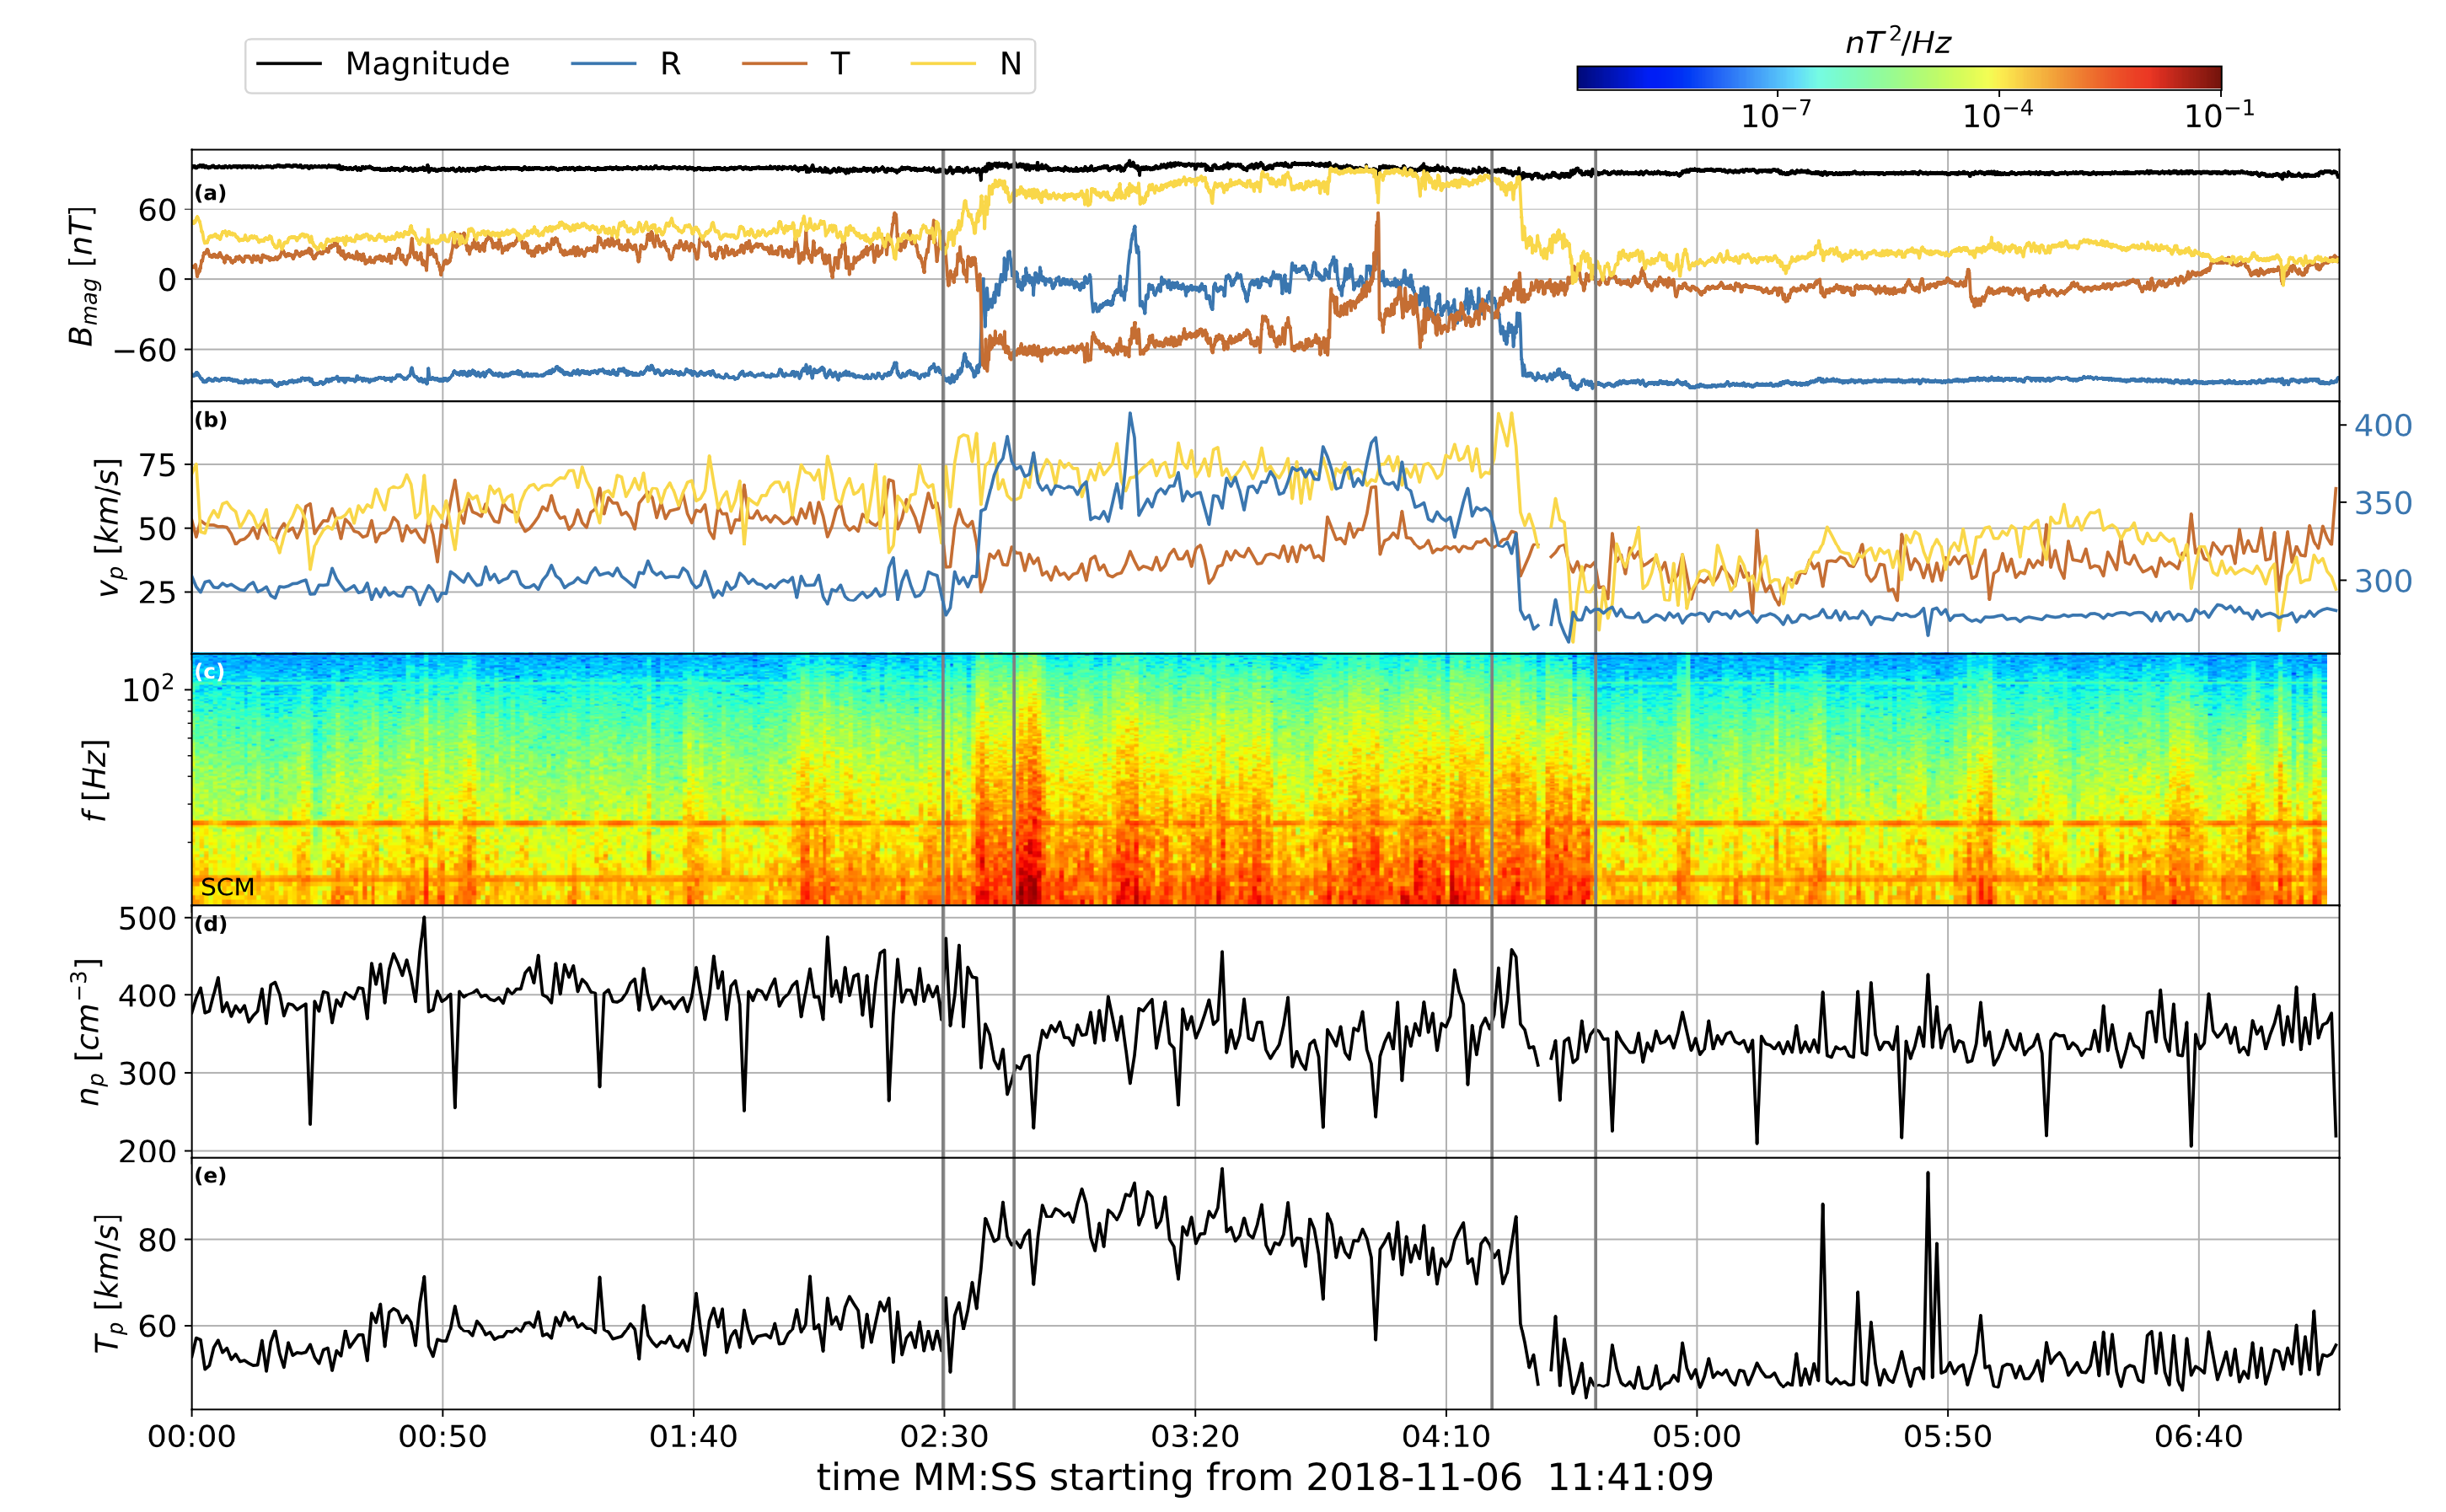 Magnitude R T N
nT²/Hz
10⁻⁷ 10⁻⁴ 10⁻¹
(a)
B_mag [nT]
60
0
−60
(b)
v_p [km/s]
75
50
25
400
350
300
(c)
f [Hz]
10²
SCM
(d)
n_p [cm⁻³]
500
400
300
200
(e)
T_p [km/s]
80
60
00:00 00:50 01:40 02:30 03:20 04:10 05:00 05:50 06:40
time MM:SS starting from 2018-11-06 11:41:09